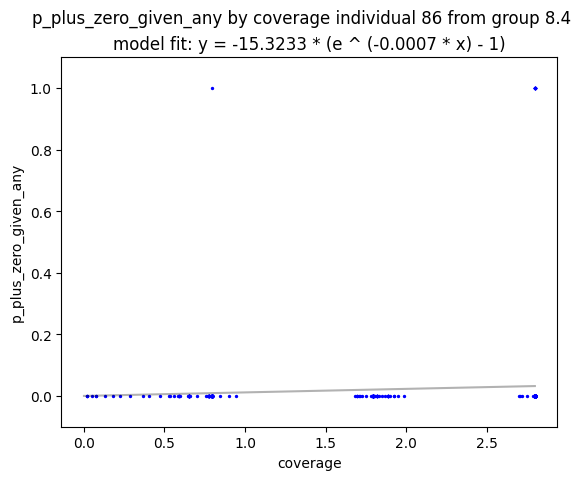 p_plus_zero_given_any by coverage individual 86 from group 8.4
model fit: y = -15.3233 * (e ^ (-0.0007 * x) - 1)
1.0
0.8
0.6
0.4
0.2
0.0
p_plus_zero_given_any
0.0 0.5 1.0 1.5 2.0 2.5
coverage